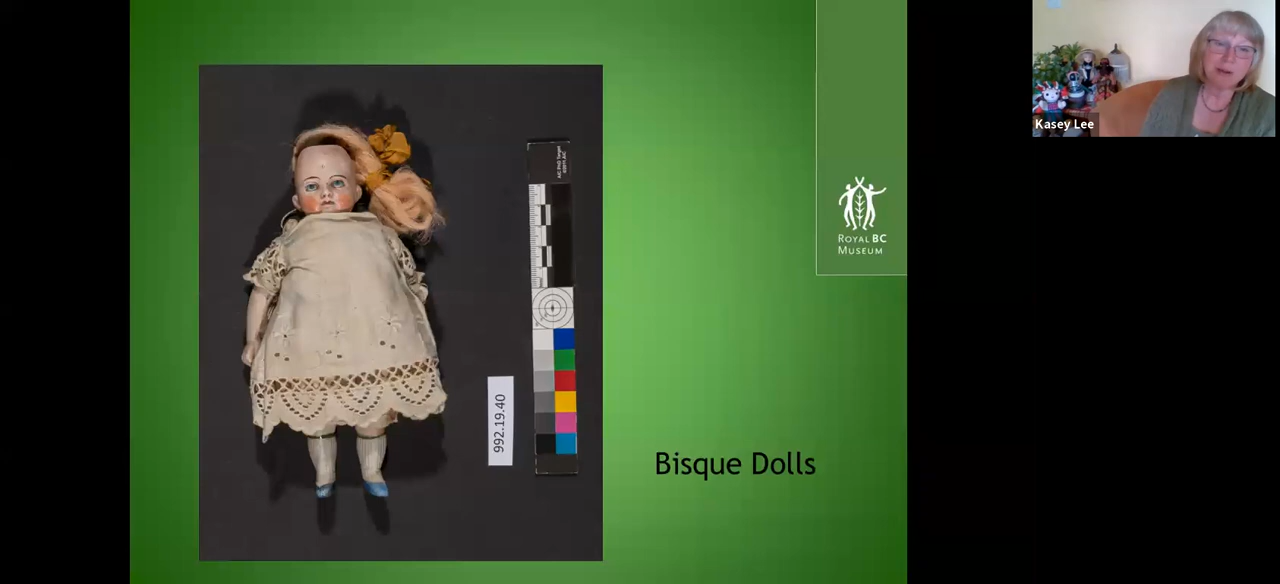 992.19.40
Bisque Dolls
ROYAL BC
MUSEUM
Kasey Lee